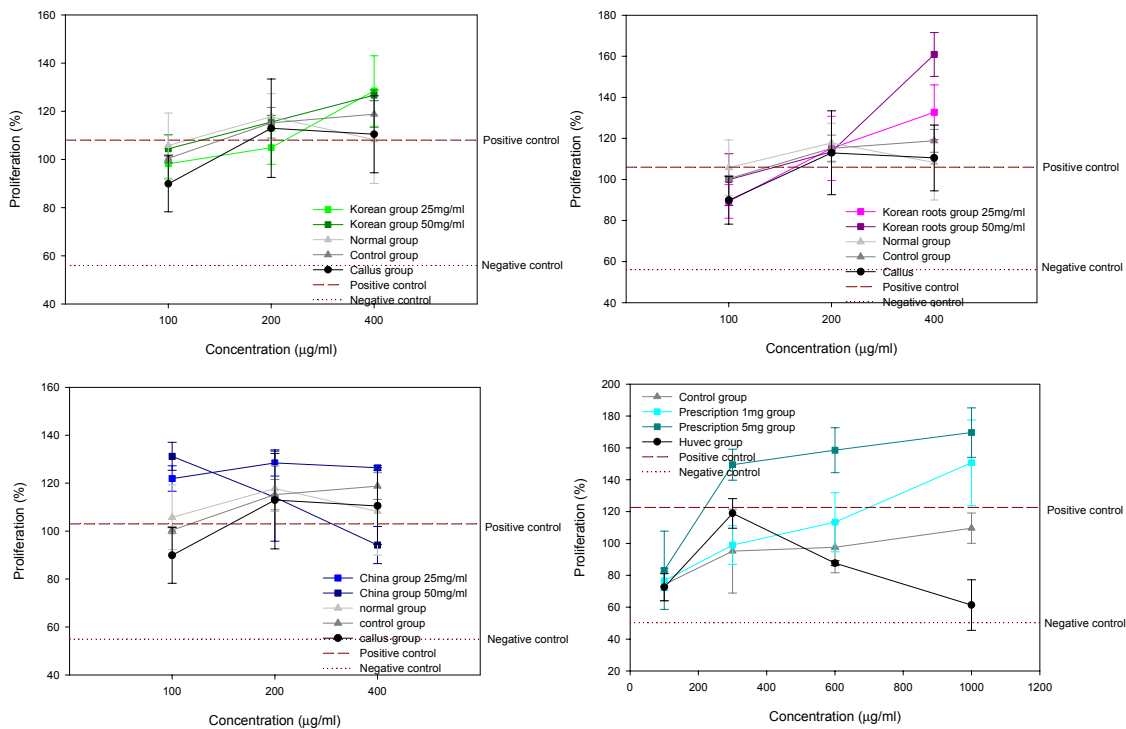 160
140
120
100
80
60
40
Proliferation (%)
Positive control
Negative control
Korean group 25mg/ml
Korean group 50mg/ml
Normal group
Control group
Callus group
Positive control
Negative control
100 200 400
Concentration (μg/ml)
180
160
140
120
100
80
60
40
Proliferation (%)
Positive control
Negative control
Korean roots group 25mg/ml
Korean roots group 50mg/ml
Normal group
Control group
Callus
Positive control
Negative control
100 200 400
Concentration (μg/ml)
160
140
120
100
80
60
40
Proliferation (%)
Positive control
Negative control
China group 25mg/ml
China group 50mg/ml
normal group
control group
callus group
Positive control
Negative control
100 200 400
Concentration (μg/ml)
200
180
160
140
120
100
80
60
40
20
Proliferation (%)
Control group
Prescription 1mg group
Prescription 5mg group
Huvec group
Positive control
Negative control
Positive control
Negative control
0 200 400 600 800 1000 1200
Concentration (μg/ml)